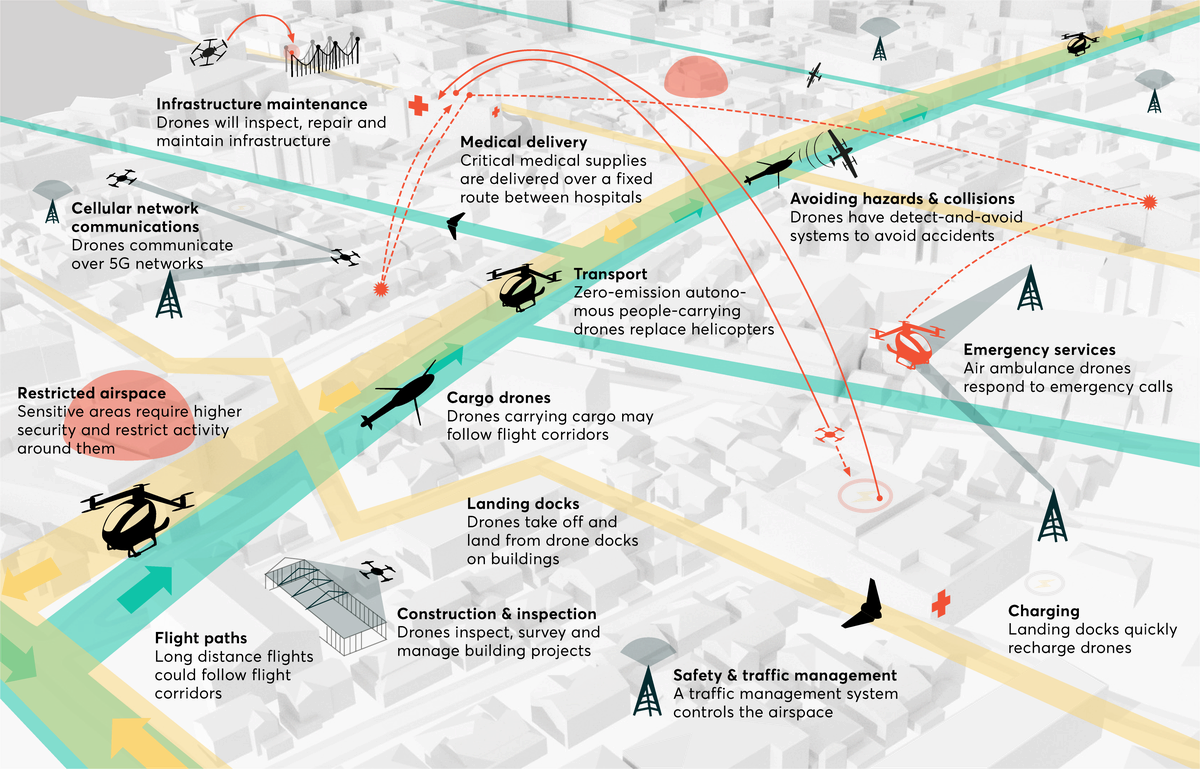 Infrastructure maintenance
Drones will inspect, repair and
maintain infrastructure
Medical delivery
Critical medical supplies
are delivered over a fixed
route between hospitals
Cellular network
communications
Drones communicate
over 5G networks
Avoiding hazards & collisions
Drones have detect-and-avoid
systems to avoid accidents
Transport
Zero-emission autono-
mous people-carrying
drones replace helicopters
Emergency services
Air ambulance drones
respond to emergency calls
Restricted airspace
Sensitive areas require higher
security and restrict activity
around them
Cargo drones
Drones carrying cargo may
follow flight corridors
Landing docks
Drones take off and
land from drone docks
on buildings
Construction & inspection
Drones inspect, survey and
manage building projects
Charging
Landing docks quickly
recharge drones
Flight paths
Long distance flights
could follow flight
corridors
Safety & traffic management
A traffic management system
controls the airspace